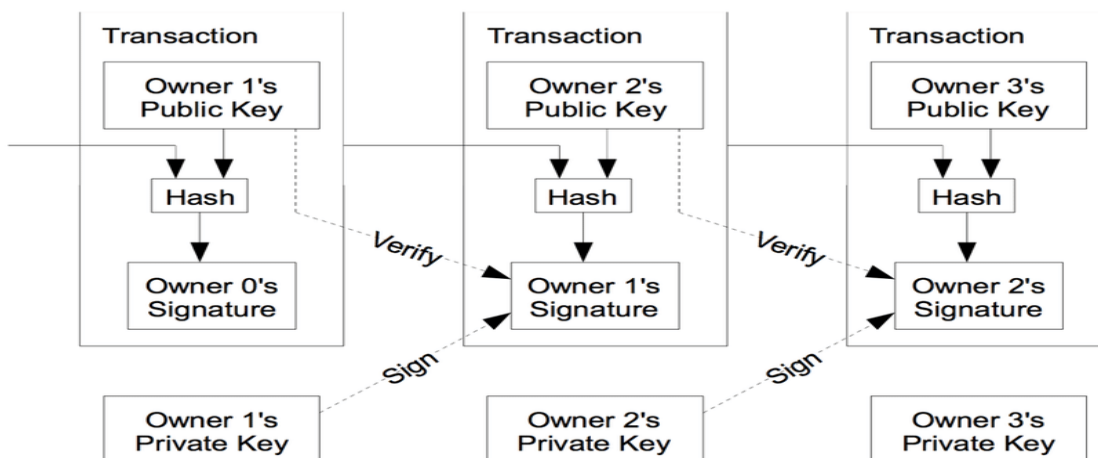 Transaction
Owner 1's
Public Key
Hash
Owner 0's
Signature
Transaction
Owner 2's
Public Key
Hash
Verify
Owner 1's
Signature
Sign
Transaction
Owner 3's
Public Key
Hash
Verify
Owner 2's
Signature
Sign
Owner 1's
Private Key
Owner 2's
Private Key
Owner 3's
Private Key